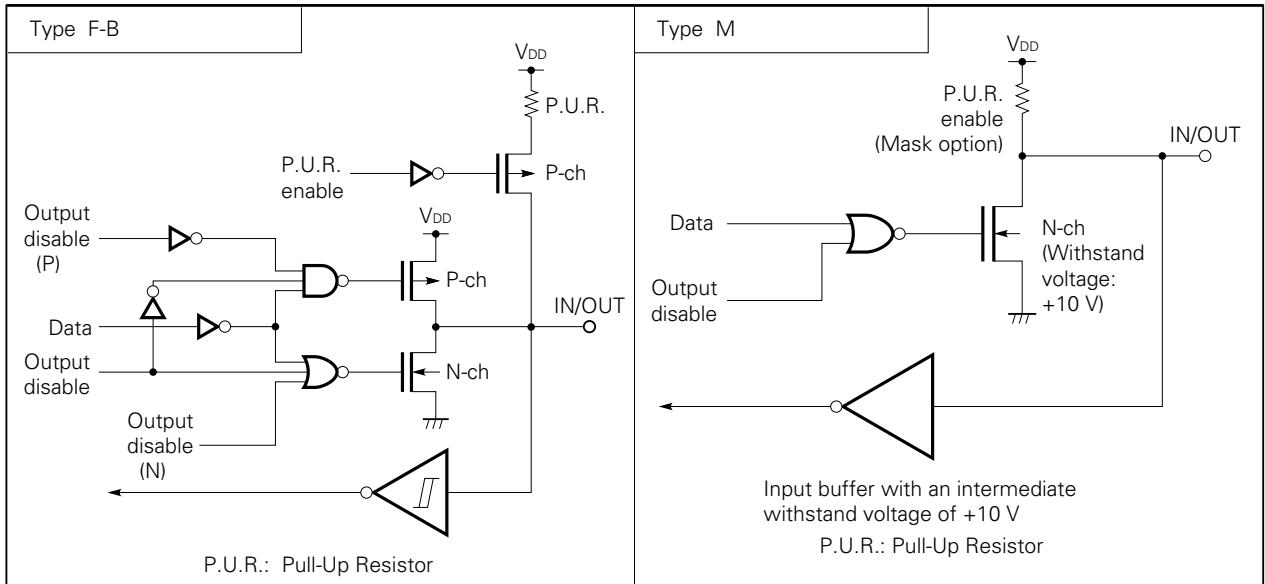 Type F-B
VDD
P.U.R.
P.U.R.
enable
P-ch
Output
disable
(P)
VDD
P-ch
IN/OUT
Data
Output
disable
N-ch
Output
disable
(N)
P.U.R.: Pull-Up Resistor
Type M
VDD
P.U.R.
enable
(Mask option)
IN/OUT
Data
N-ch
(Withstand
voltage:
+10 V)
Output
disable
Input buffer with an intermediate
withstand voltage of +10 V
P.U.R.: Pull-Up Resistor